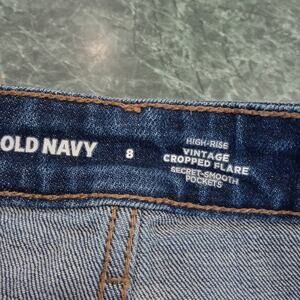 OLD NAVY
8
HIGH-RISE
VINTAGE
CROPPED FLARE
SECRET-SMOOTH
POCKETS